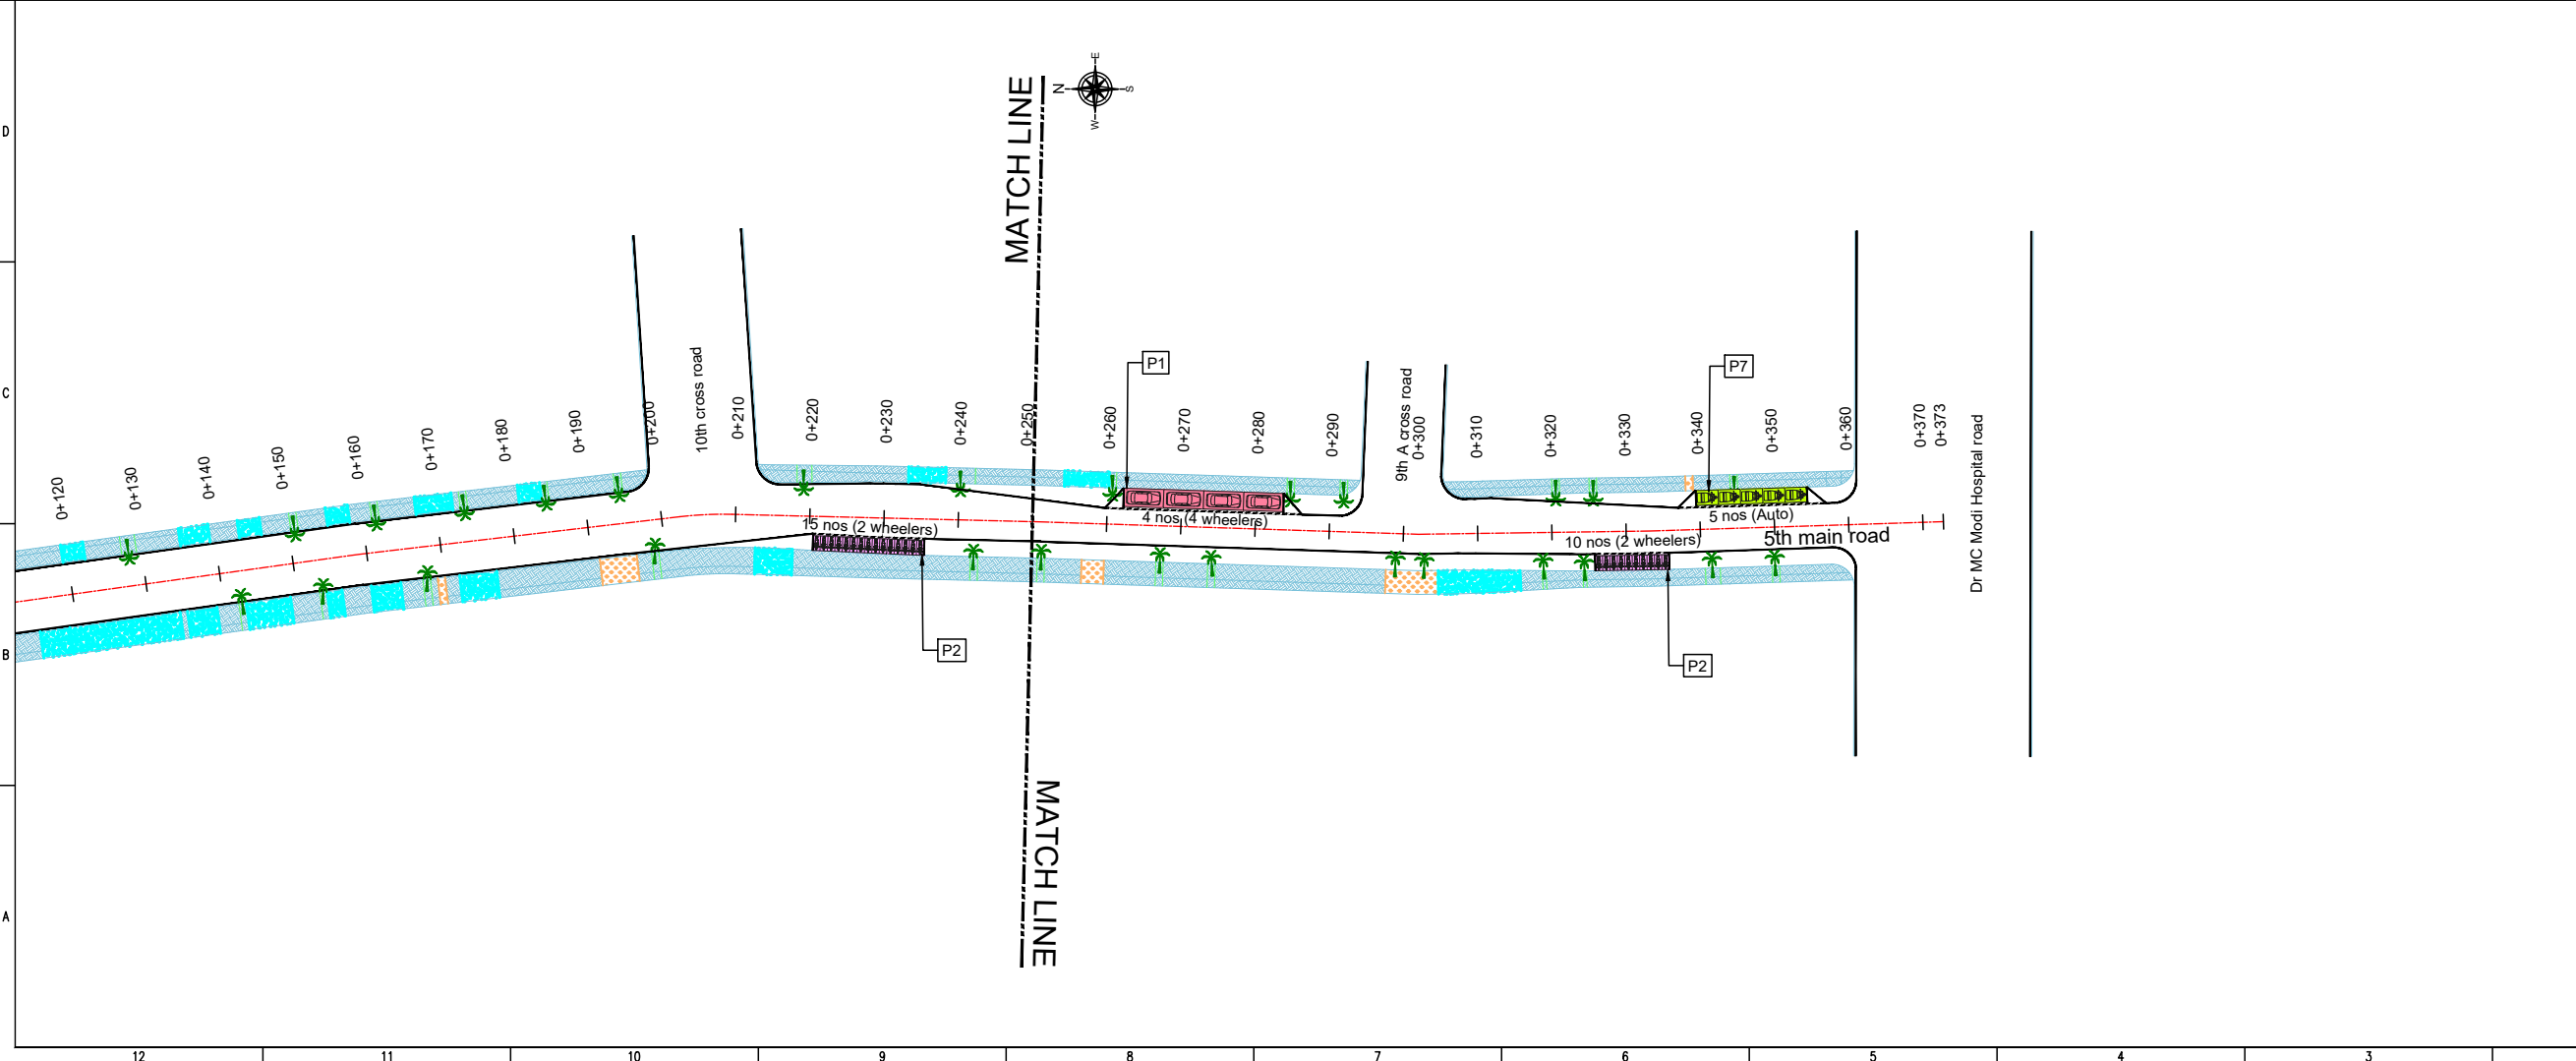 E
N
S
W
MATCH LINE
D
C
B
A
P1
P7
0+120
0+130
0+140
0+150
0+160
0+170
0+180
0+190
0+200
10th cross road
0+210
0+220
0+230
0+240
0+250
0+260
0+270
0+280
0+290
9th A cross road
0+300
0+310
0+320
0+330
0+340
0+350
0+360
0+370
0+373
Dr MC Modi Hospital road
15 nos (2 wheelers)
4 nos (4 wheelers)
5 nos (Auto)
10 nos (2 wheelers)
5th main road
P2
P2
MATCH LINE
12
11
10
9
8
7
6
5
4
3